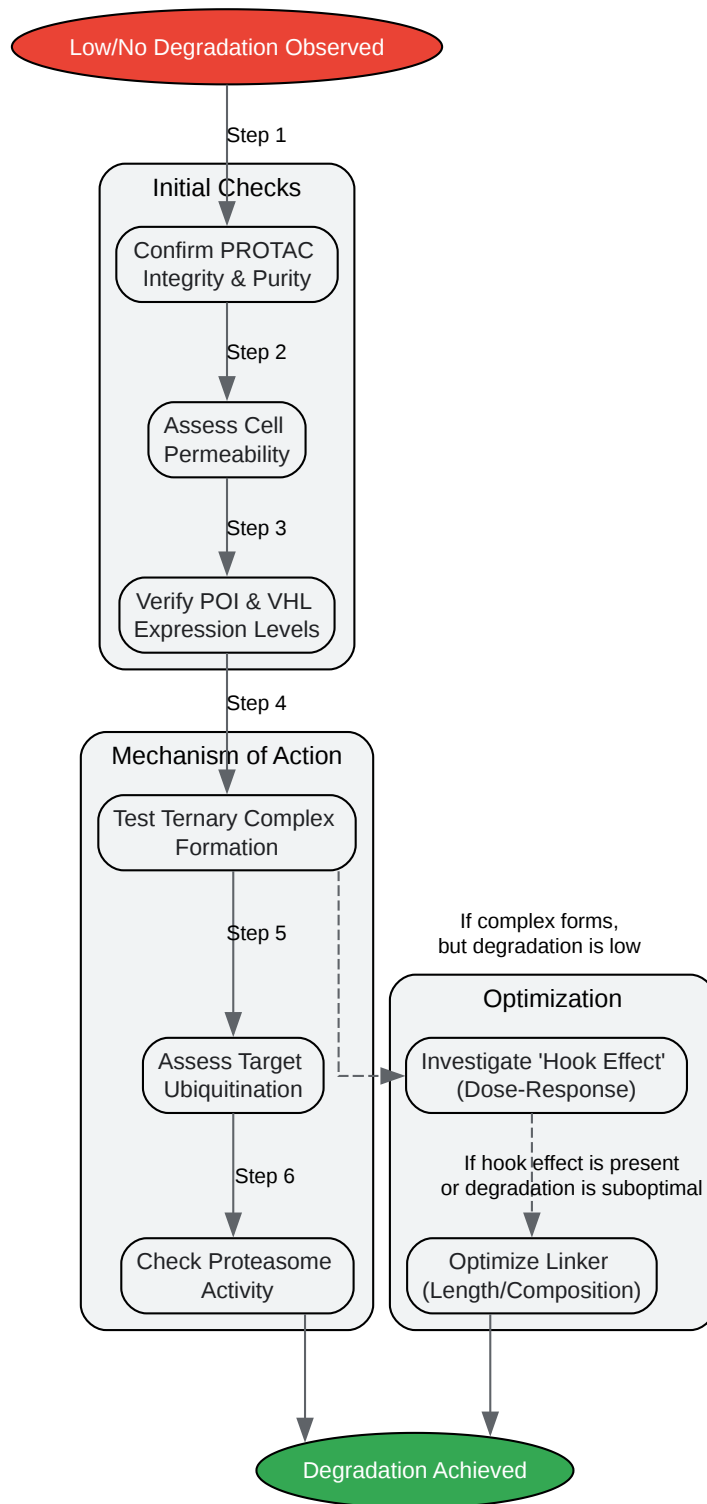 Low/No Degradation Observed
Step 1
Initial Checks
Confirm PROTAC
Integrity & Purity
Step 2
Assess Cell
Permeability
Step 3
Verify POI & VHL
Expression Levels
Step 4
Mechanism of Action
Test Ternary Complex
Formation
Step 5
If complex forms,
but degradation is low
Optimization
Assess Target
Ubiquitination
Investigate 'Hook Effect'
(Dose-Response)
Step 6
If hook effect is present
or degradation is suboptimal
Check Proteasome
Activity
Optimize Linker
(Length/Composition)
Degradation Achieved